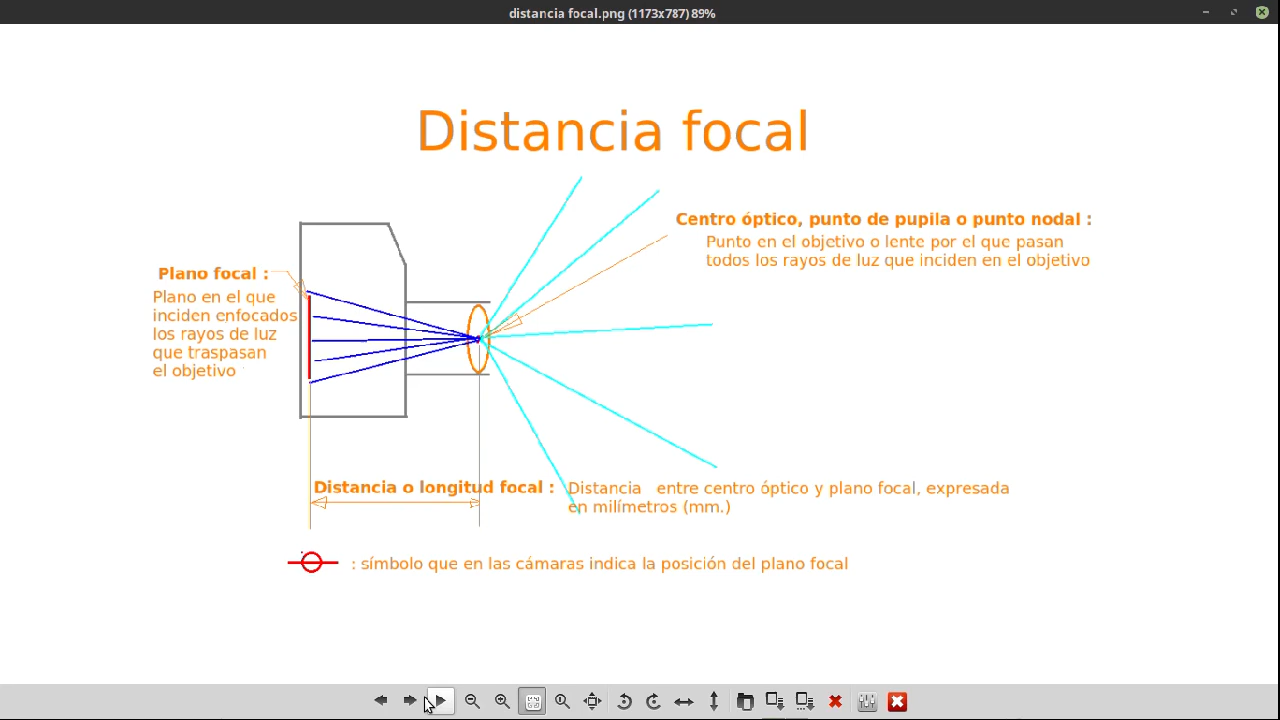 distancia focal.png (1173x787) 89%
Distancia focal
Centro óptico, punto de pupila o punto nodal :
Punto en el objetivo o lente por el que pasan
todos los rayos de luz que inciden en el objetivo
Plano focal :
Plano en el que
inciden enfocados
los rayos de luz
que traspasan
el objetivo
Distancia o longitud focal : Distancia entre centro óptico y plano focal, expresada
en milímetros (mm.)
: símbolo que en las cámaras indica la posición del plano focal